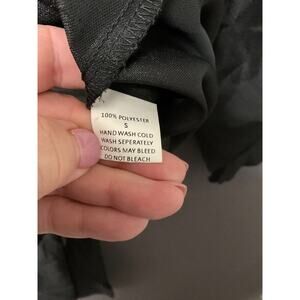 100% POLYESTER
S
HAND WASH COLD
WASH SEPERATELY
COLORS MAY BLEED
DO NOT BLEACH